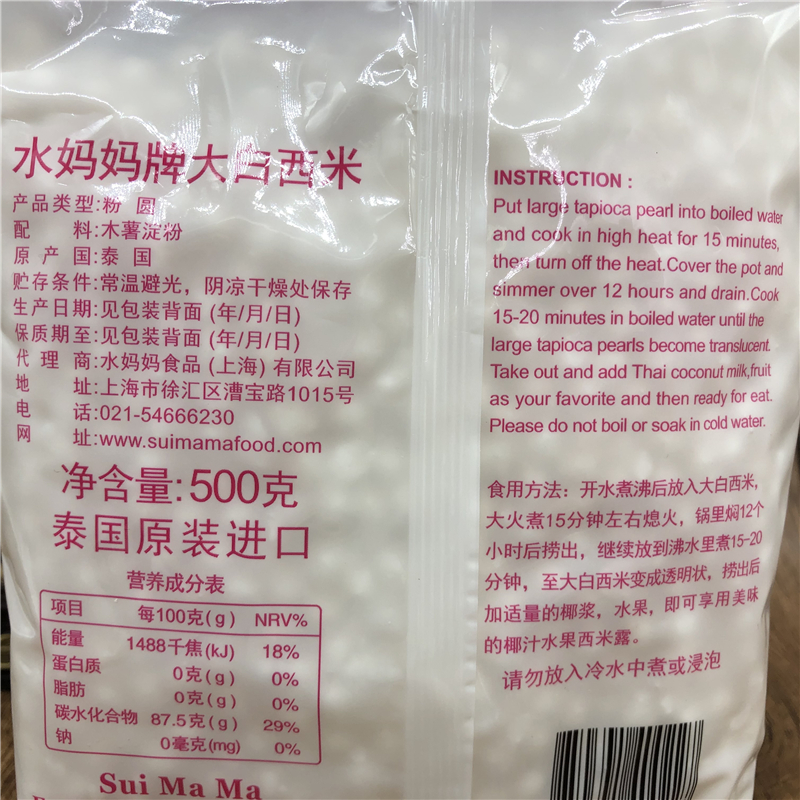 水妈妈牌大白西米
产品类型:粉 圆
配 料:木薯淀粉
原产国:泰国
贮存条件:常温避光，阴凉干燥处保存
生产日期:见包装背面 (年/月/日)
保质期至:见包装背面 (年/月/日)
代理商:水妈妈食品 (上海) 有限公司
地 址:上海市徐汇区漕宝路1015号
电 话:021-54666230
网 址:www.suimamafood.com
净含量:500克
泰国原装进口
营养成分表
项目 每100克(g) NRV%
能量 1488千焦(kJ) 18%
蛋白质 0克(g) 0%
脂肪 0克(g) 0%
碳水化合物 87.5克(g) 29%
钠 0毫克(mg) 0%
Sui Ma Ma
INSTRUCTION :
Put large tapioca pearl into boiled water
and cook in high heat for 15 minutes,
then turn off the heat.Cover the pot and
simmer over 12 hours and drain.Cook
15-20 minutes in boiled water until the
large tapioca pearls become translucent.
Take out and add Thai coconut milk,fruit
as your favorite and then ready for eat.
Please do not boil or soak in cold water.
食用方法：开水煮沸后放入大白西米，
大火煮15分钟左右熄火，锅里焖12个
小时后捞出，继续放到沸水里煮15-20
分钟，至大白西米变成透明状，捞出后
加适量的椰浆，水果，即可享用美味
的椰汁水果西米露。
请勿放入冷水中煮或浸泡